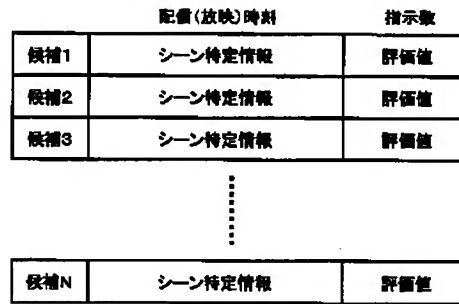 配信(放映)時刻 指示数
候補1 シーン特定情報 評価値
候補2 シーン特定情報 評価値
候補3 シーン特定情報 評価値
候補N シーン特定情報 評価値